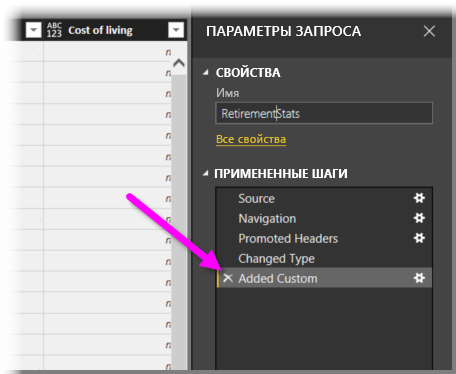 ABC
123 Cost of living
ПАРАМЕТРЫ ЗАПРОСА
СВОЙСТВА
Имя
RetirementStats
Все свойства
ПРИМЕНЕННЫЕ ШАГИ
Source
Navigation
Promoted Headers
Changed Type
Added Custom